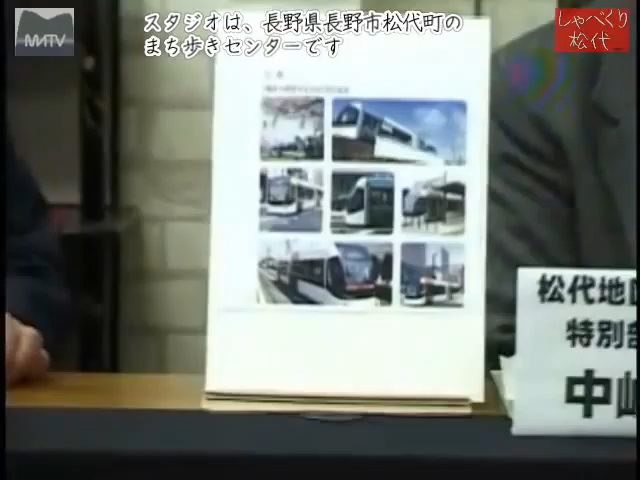 MATV
スタジオは、長野県長野市松代町の
まち歩きセンターです
しゃべくり
松代
松代地区
特別
中